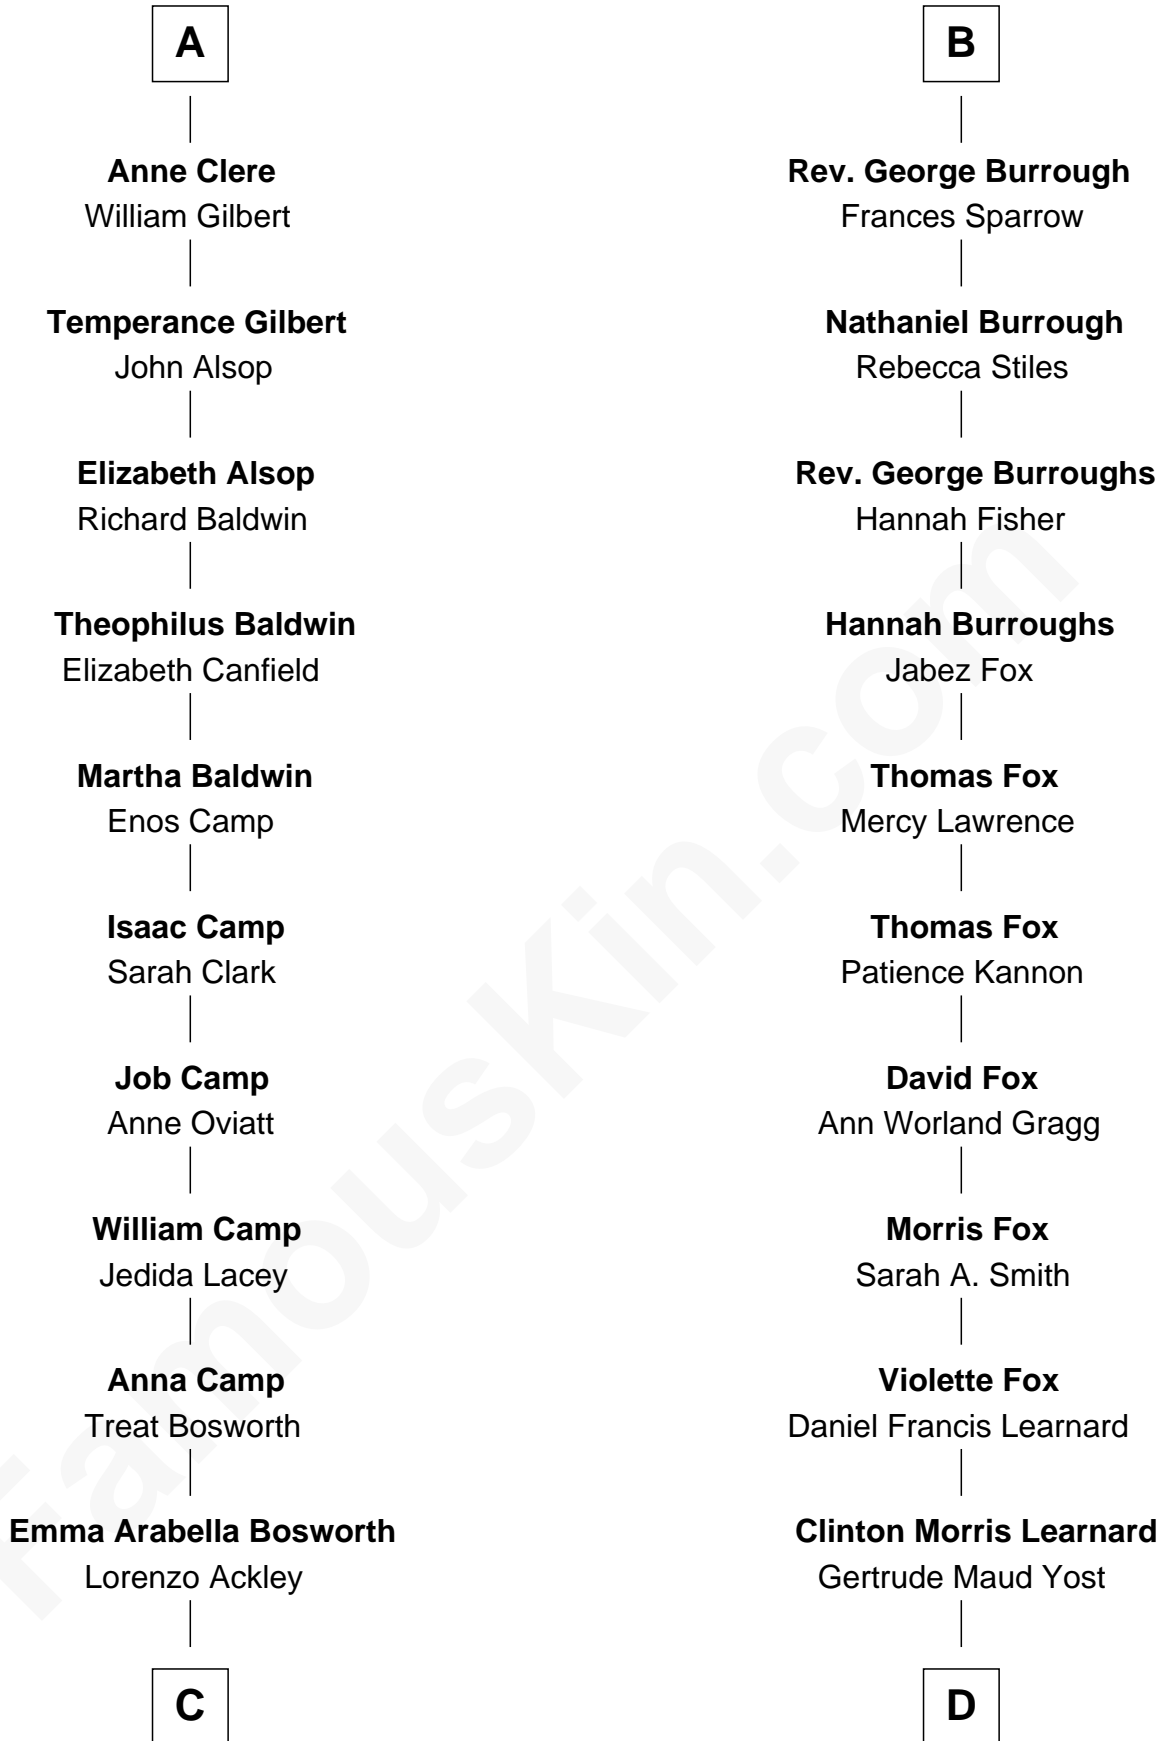 A
Anne Clere
William Gilbert
Temperance Gilbert
John Alsop
Elizabeth Alsop
Richard Baldwin
Theophilus Baldwin
Elizabeth Canfield
Martha Baldwin
Enos Camp
Isaac Camp
Sarah Clark
Job Camp
Anne Oviatt
William Camp
Jedida Lacey
Anna Camp
Treat Bosworth
Emma Arabella Bosworth
Lorenzo Ackley
C
B
Rev. George Burrough
Frances Sparrow
Nathaniel Burrough
Rebecca Stiles
Rev. George Burroughs
Hannah Fisher
Hannah Burroughs
Jabez Fox
Thomas Fox
Mercy Lawrence
Thomas Fox
Patience Kannon
David Fox
Ann Worland Gragg
Morris Fox
Sarah A. Smith
Violette Fox
Daniel Francis Learnard
Clinton Morris Learnard
Gertrude Maud Yost
D
FamousKin.com